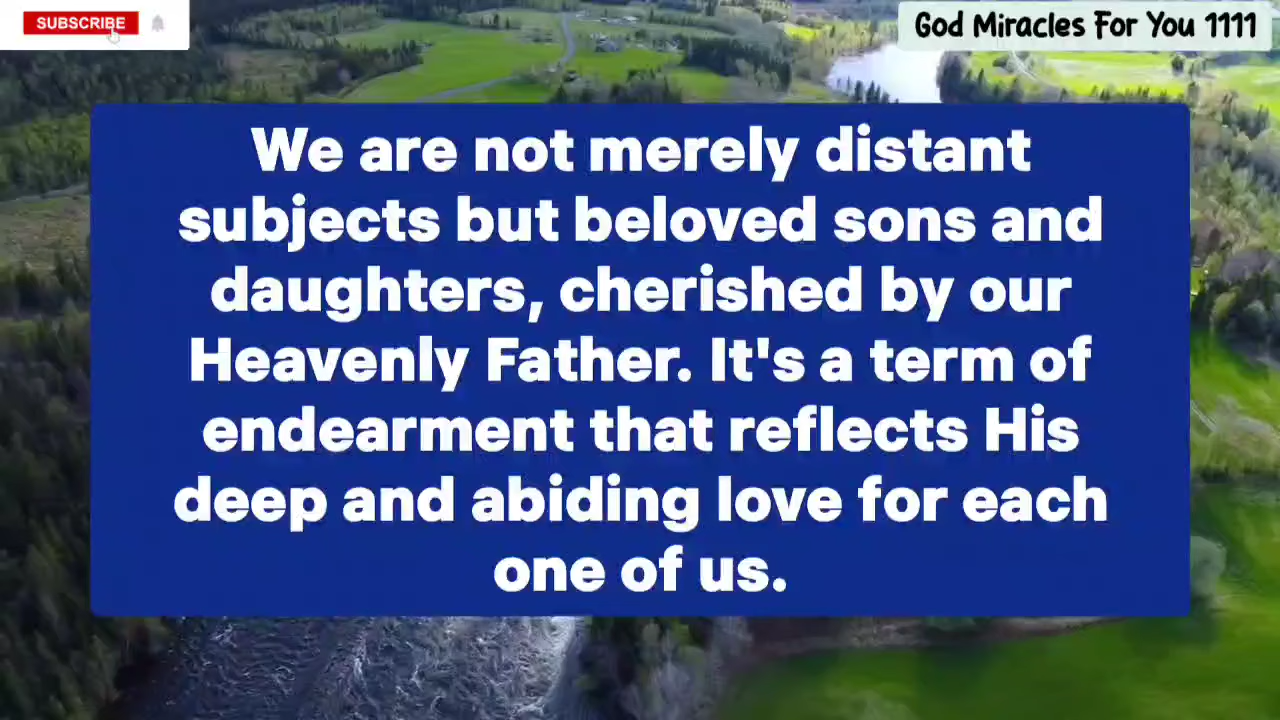 SUBSCRIBE
God Miracles For You 1111
We are not merely distant
subjects but beloved sons and
daughters, cherished by our
Heavenly Father. It's a term of
endearment that reflects His
deep and abiding love for each
one of us.